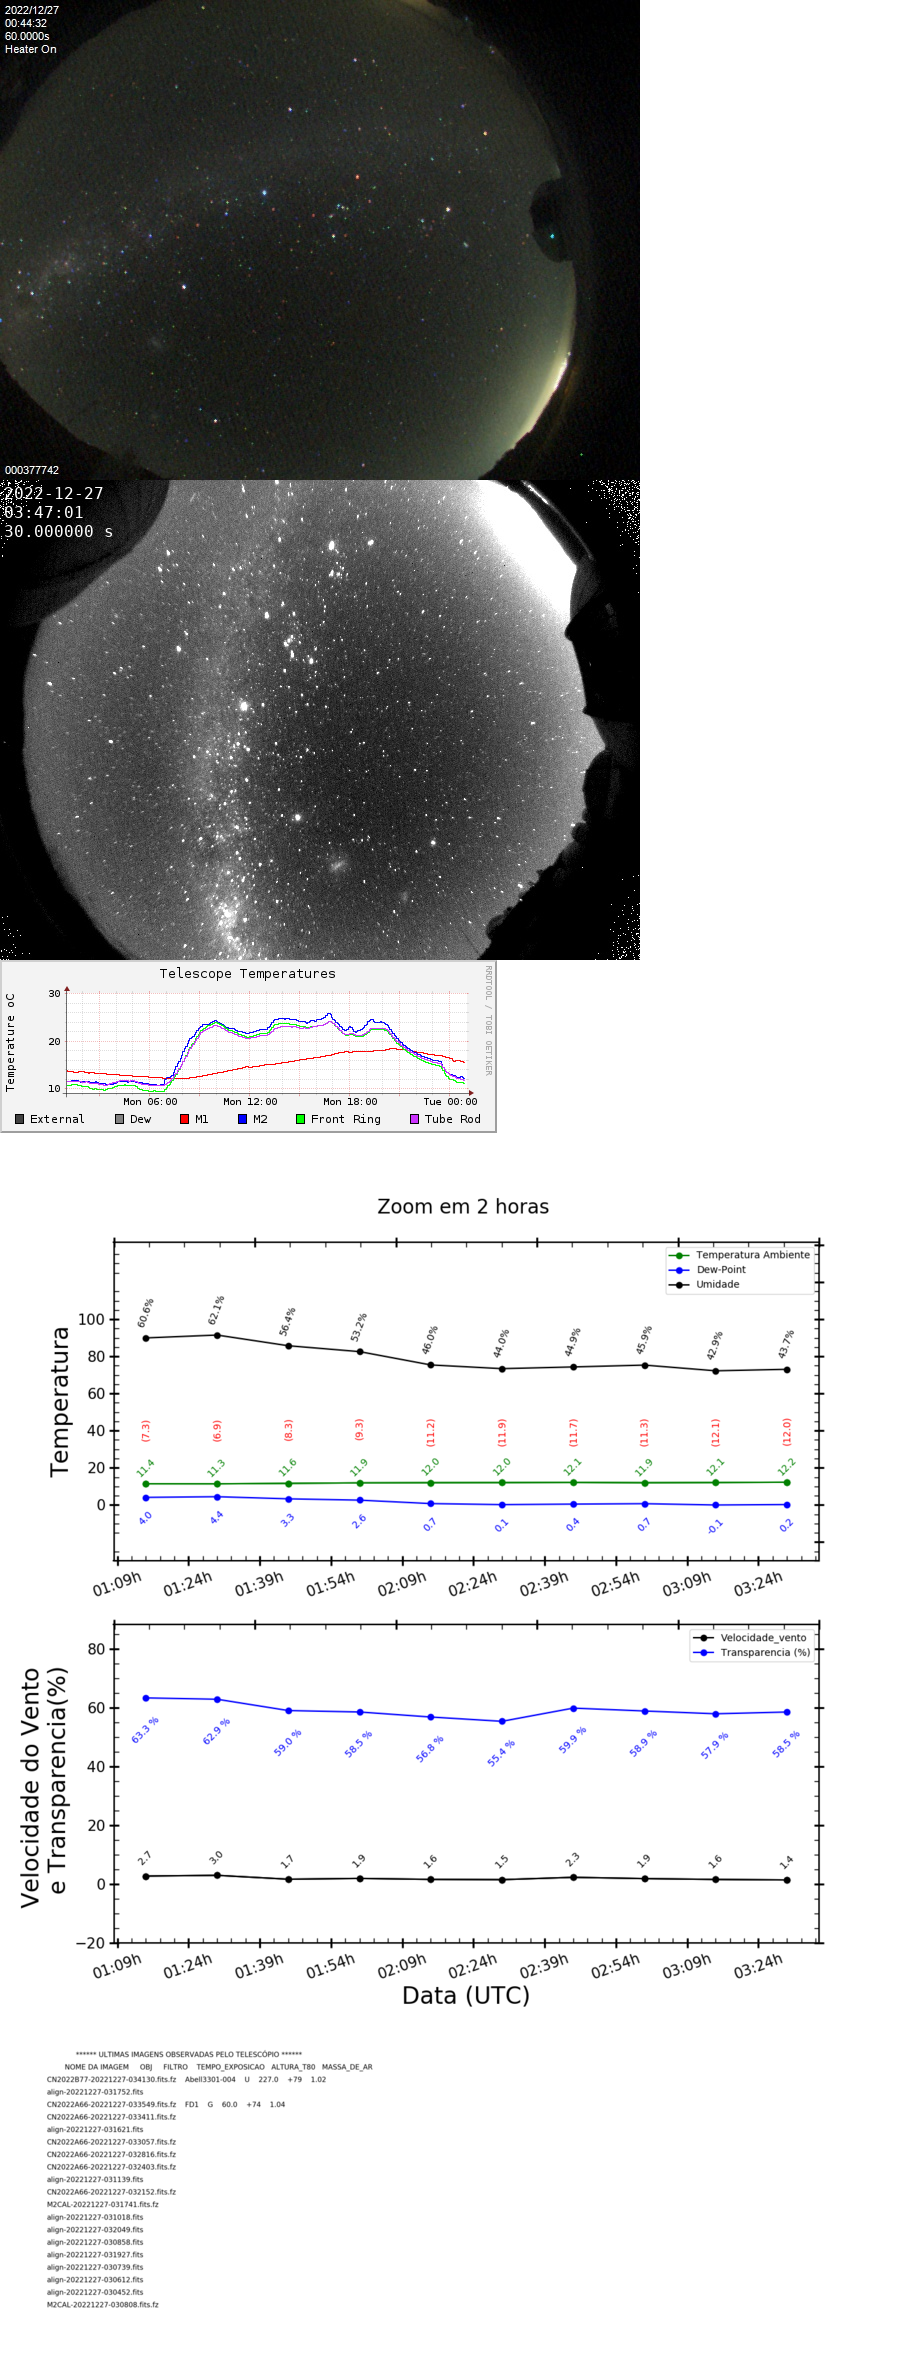 2022/12/27
00:44:32
60.0000s
Heater On
000377742
2022-12-27
03:47:01
30.000000 s
Telescope Temperatures
RRDTOOL / TOBI OETIKER
Temperature oC
30
20
10
Mon 06:00 Mon 12:00 Mon 18:00 Tue 00:00
External Dew M1 M2 Front Ring Tube Rod
Zoom em 2 horas
Temperatura Ambiente
Dew-Point
Umidade
Temperatura
100
80
60
40
20
0
60.6% 62.1% 56.4% 53.2% 46.0% 44.0% 44.9% 45.9% 42.9% 43.7%
(7.3) (6.9) (8.3) (9.3) (11.2) (11.9) (11.7) (11.3) (12.1) (12.0)
11.4 11.3 11.6 11.9 12.0 12.0 12.1 11.9 12.1 12.2
4.0 4.4 3.3 2.6 0.7 0.1 0.4 0.7 -0.1 0.2
01:09h 01:24h 01:39h 01:54h 02:09h 02:24h 02:39h 02:54h 03:09h 03:24h
Velocidade_vento
Transparencia (%)
Velocidade do Vento
e Transparencia(%)
80
60
40
20
0
−20
63.3 % 62.9 % 59.0 % 58.5 % 56.8 % 55.4 % 59.9 % 58.9 % 57.9 % 58.5 %
2.7 3.0 1.7 1.9 1.6 1.5 2.3 1.9 1.6 1.4
01:09h 01:24h 01:39h 01:54h 02:09h 02:24h 02:39h 02:54h 03:09h 03:24h
Data (UTC)
****** ULTIMAS IMAGENS OBSERVADAS PELO TELESCÓPIO ******
NOME DA IMAGEM OBJ FILTRO TEMPO_EXPOSICAO ALTURA_T80 MASSA_DE_AR
CN2022B77-20221227-034130.fits.fz Abell3301-004 U 227.0 +79 1.02
align-20221227-031752.fits
CN2022A66-20221227-033549.fits.fz FD1 G 60.0 +74 1.04
CN2022A66-20221227-033411.fits.fz
align-20221227-031621.fits
CN2022A66-20221227-033057.fits.fz
CN2022A66-20221227-032816.fits.fz
CN2022A66-20221227-032403.fits.fz
align-20221227-031139.fits
CN2022A66-20221227-032152.fits.fz
M2CAL-20221227-031741.fits.fz
align-20221227-031018.fits
align-20221227-032049.fits
align-20221227-030858.fits
align-20221227-031927.fits
align-20221227-030739.fits
align-20221227-030612.fits
align-20221227-030452.fits
M2CAL-20221227-030808.fits.fz